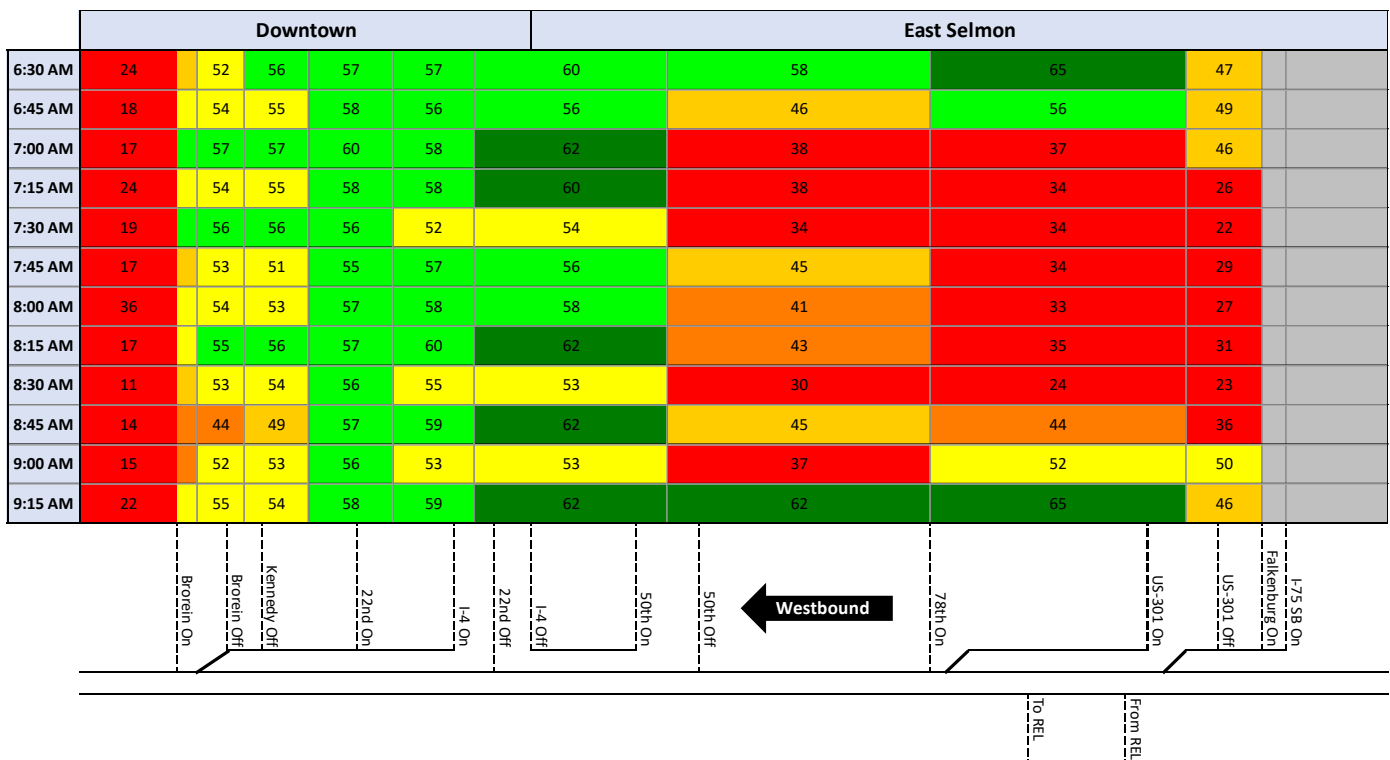 Downtown East Selmon
6:30 AM 24 52 56 57 57 60 58 65 47
6:45 AM 18 54 55 58 56 56 46 56 49
7:00 AM 17 57 57 60 58 62 38 37 46
7:15 AM 24 54 55 58 58 60 38 34 26
7:30 AM 19 56 56 56 52 54 34 34 22
7:45 AM 17 53 51 55 57 56 45 34 29
8:00 AM 36 54 53 57 58 58 41 33 27
8:15 AM 17 55 56 57 60 62 43 35 31
8:30 AM 11 53 54 56 55 53 30 24 23
8:45 AM 14 44 49 57 59 62 45 44 36
9:00 AM 15 52 53 56 53 53 37 52 50
9:15 AM 22 55 54 58 59 62 62 65 46
Brorein On
Brorein Off
Kennedy Off
22nd On
I-4 On
22nd Off
I-4 Off
50th On
50th Off
Westbound
78th On
US-301 On
US-301 Off
Falkenburg On
I-75 SB On
To REL
From REL